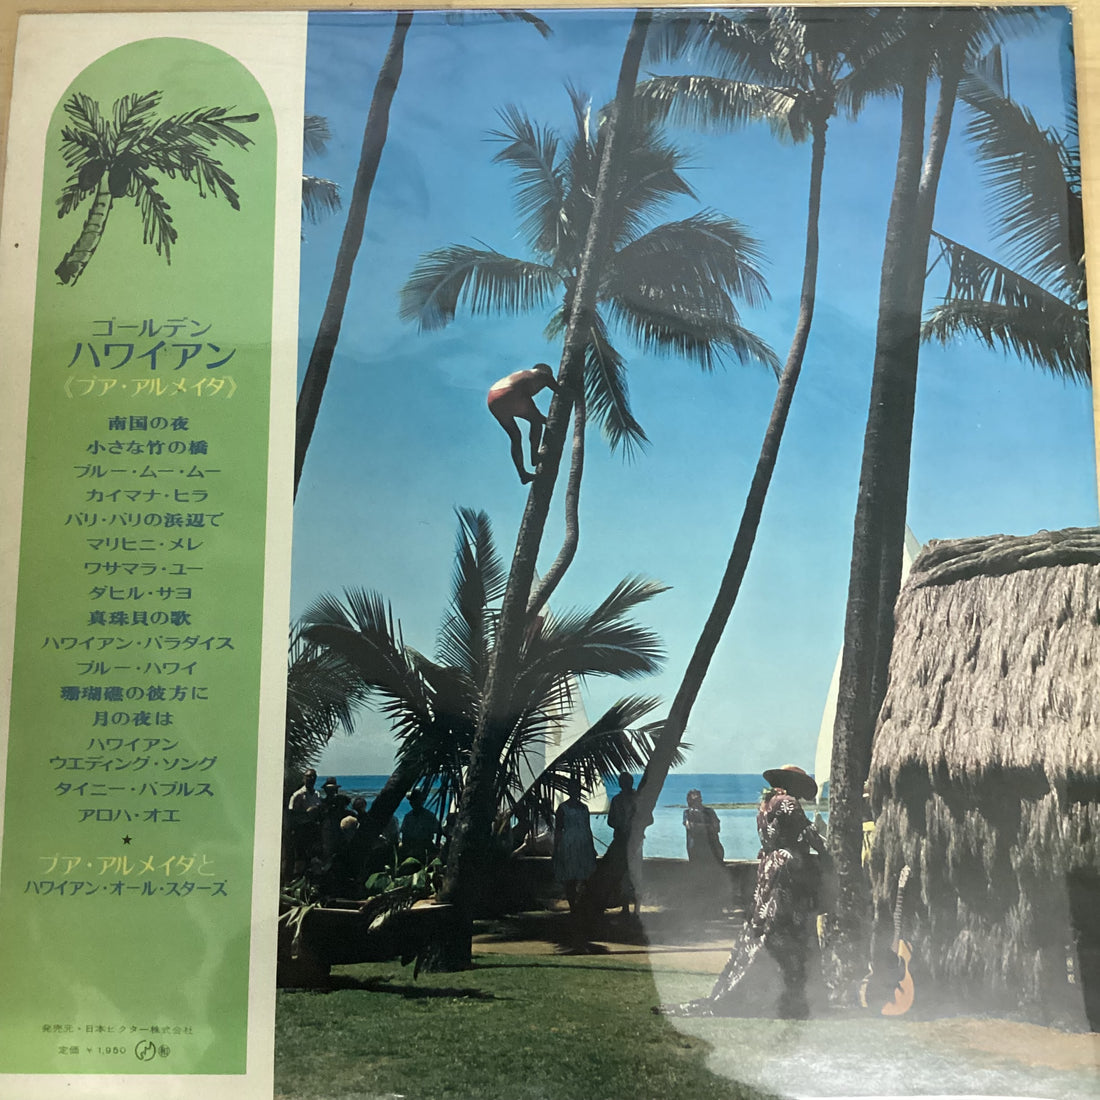 ゴールデン
ハワイアン
《プア・アルメイダ》
南国の夜
小さな竹の橋
ブルー・ムー・ムー
カイマナ・ヒラ
パリ・パリの浜辺で
マリヒニ・メレ
ワサマラ・ユー
ダヒル・サヨ
真珠貝の歌
ハワイアン・パラダイス
ブルー・ハワイ
珊瑚礁の彼方に
月の夜は
ハワイアン
ウエディング・ソング
タイニー・バブルス
アロハ・オエ
★
プア・アルメイダと
ハワイアン・オール・スターズ
発売元・日本ビクター株式会社
定価 ￥1,950